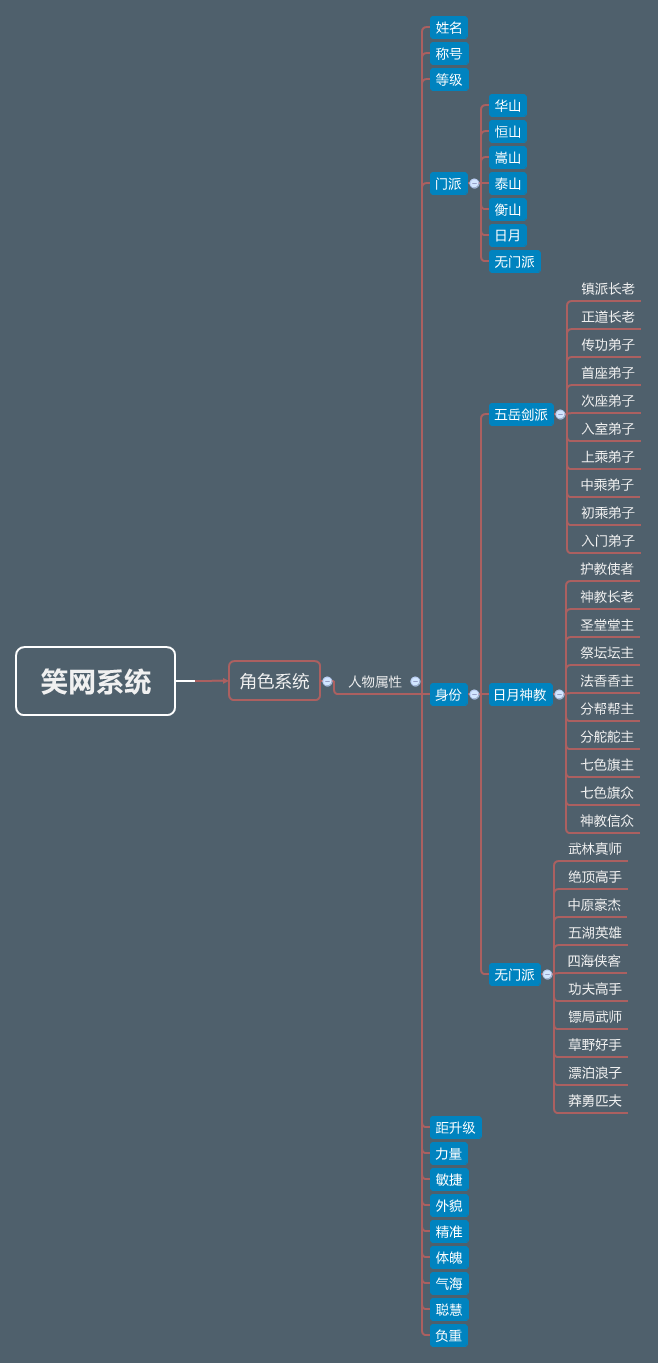 笑网系统
角色系统
人物属性
姓名
称号
等级
门派
华山
恒山
嵩山
泰山
衡山
日月
无门派
身份
五岳剑派
镇派长老
正道长老
传功弟子
首座弟子
次座弟子
入室弟子
上乘弟子
中乘弟子
初乘弟子
入门弟子
日月神教
护教使者
神教长老
圣堂堂主
祭坛坛主
法香香主
分帮帮主
分舵舵主
七色旗主
七色旗众
神教信众
无门派
武林真师
绝顶高手
中原豪杰
五湖英雄
四海侠客
功夫高手
镖局武师
草野好手
漂泊浪子
莽勇匹夫
距升级
力量
敏捷
外貌
精准
体魄
气海
聪慧
负重